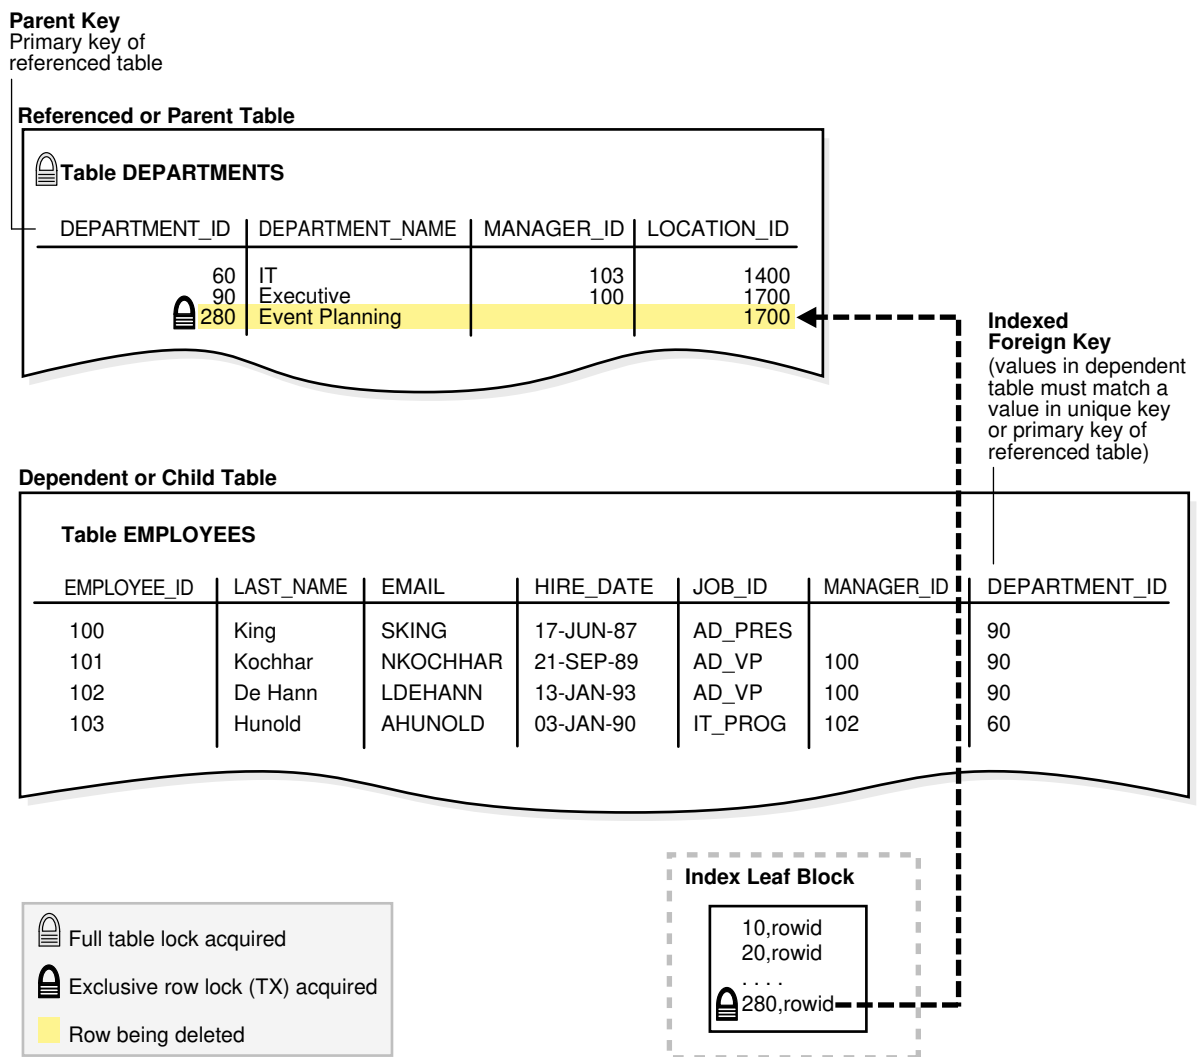 Parent Key
Primary key of
referenced table
Referenced or Parent Table
Table DEPARTMENTS
DEPARTMENT_ID DEPARTMENT_NAME MANAGER_ID LOCATION_ID
60 IT 103 1400
90 Executive 100 1700
280 Event Planning 1700
Indexed
Foreign Key
(values in dependent
table must match a
value in unique key
or primary key of
referenced table)
Dependent or Child Table
Table EMPLOYEES
EMPLOYEE_ID LAST_NAME EMAIL HIRE_DATE JOB_ID MANAGER_ID DEPARTMENT_ID
100 King SKING 17-JUN-87 AD_PRES 90
101 Kochhar NKOCHHAR 21-SEP-89 AD_VP 100 90
102 De Hann LDEHANN 13-JAN-93 AD_VP 100 90
103 Hunold AHUNOLD 03-JAN-90 IT_PROG 102 60
Index Leaf Block
10,rowid
20,rowid
. . . .
280,rowid
Full table lock acquired
Exclusive row lock (TX) acquired
Row being deleted